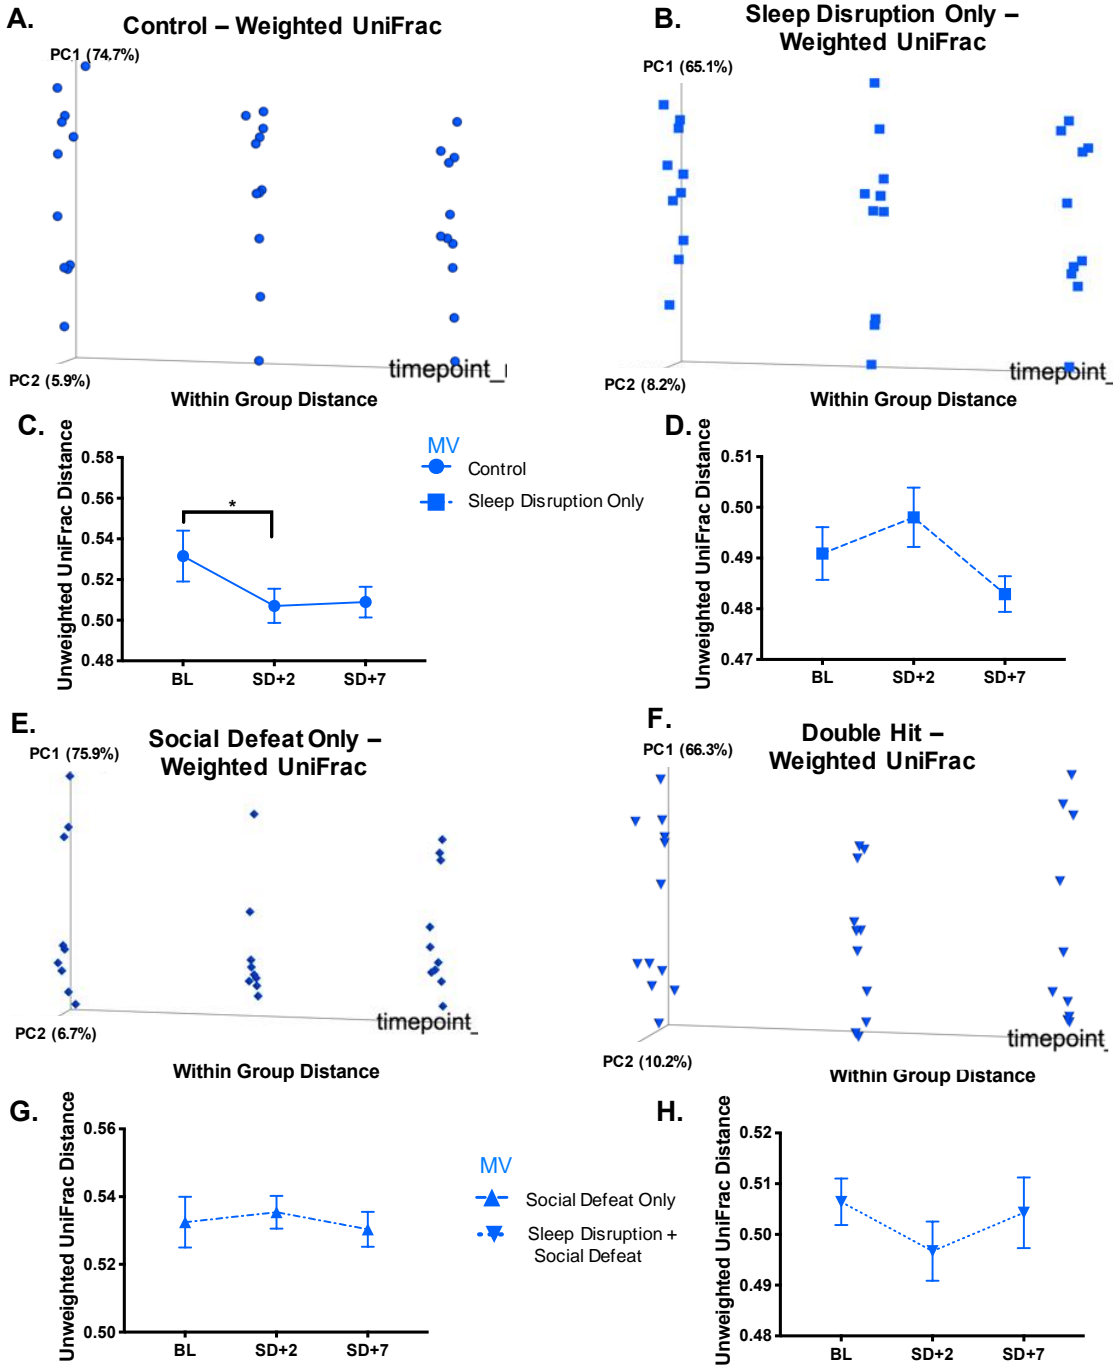 A.
Control – Weighted UniFrac
PC1 (74.7%)
PC2 (5.9%)
timepoint_
Within Group Distance
B.
Sleep Disruption Only –
Weighted UniFrac
PC1 (65.1%)
PC2 (8.2%)
timepoint_
Within Group Distance
C.
Unweighted UniFrac Distance
0.58
0.56
0.54
0.52
0.50
0.48
*
BL
SD+2
SD+7
MV
Control
Sleep Disruption Only
D.
Unweighted UniFrac Distance
0.51
0.50
0.49
0.48
0.47
BL
SD+2
SD+7
E.
Social Defeat Only –
Weighted UniFrac
PC1 (75.9%)
PC2 (6.7%)
timepoint_
Within Group Distance
F.
Double Hit –
Weighted UniFrac
PC1 (66.3%)
PC2 (10.2%)
timepoint_
Within Group Distance
G.
Unweighted UniFrac Distance
0.56
0.54
0.52
0.50
BL
SD+2
SD+7
MV
Social Defeat Only
Sleep Disruption +
Social Defeat
H.
Unweighted UniFrac Distance
0.52
0.51
0.50
0.49
0.48
BL
SD+2
SD+7